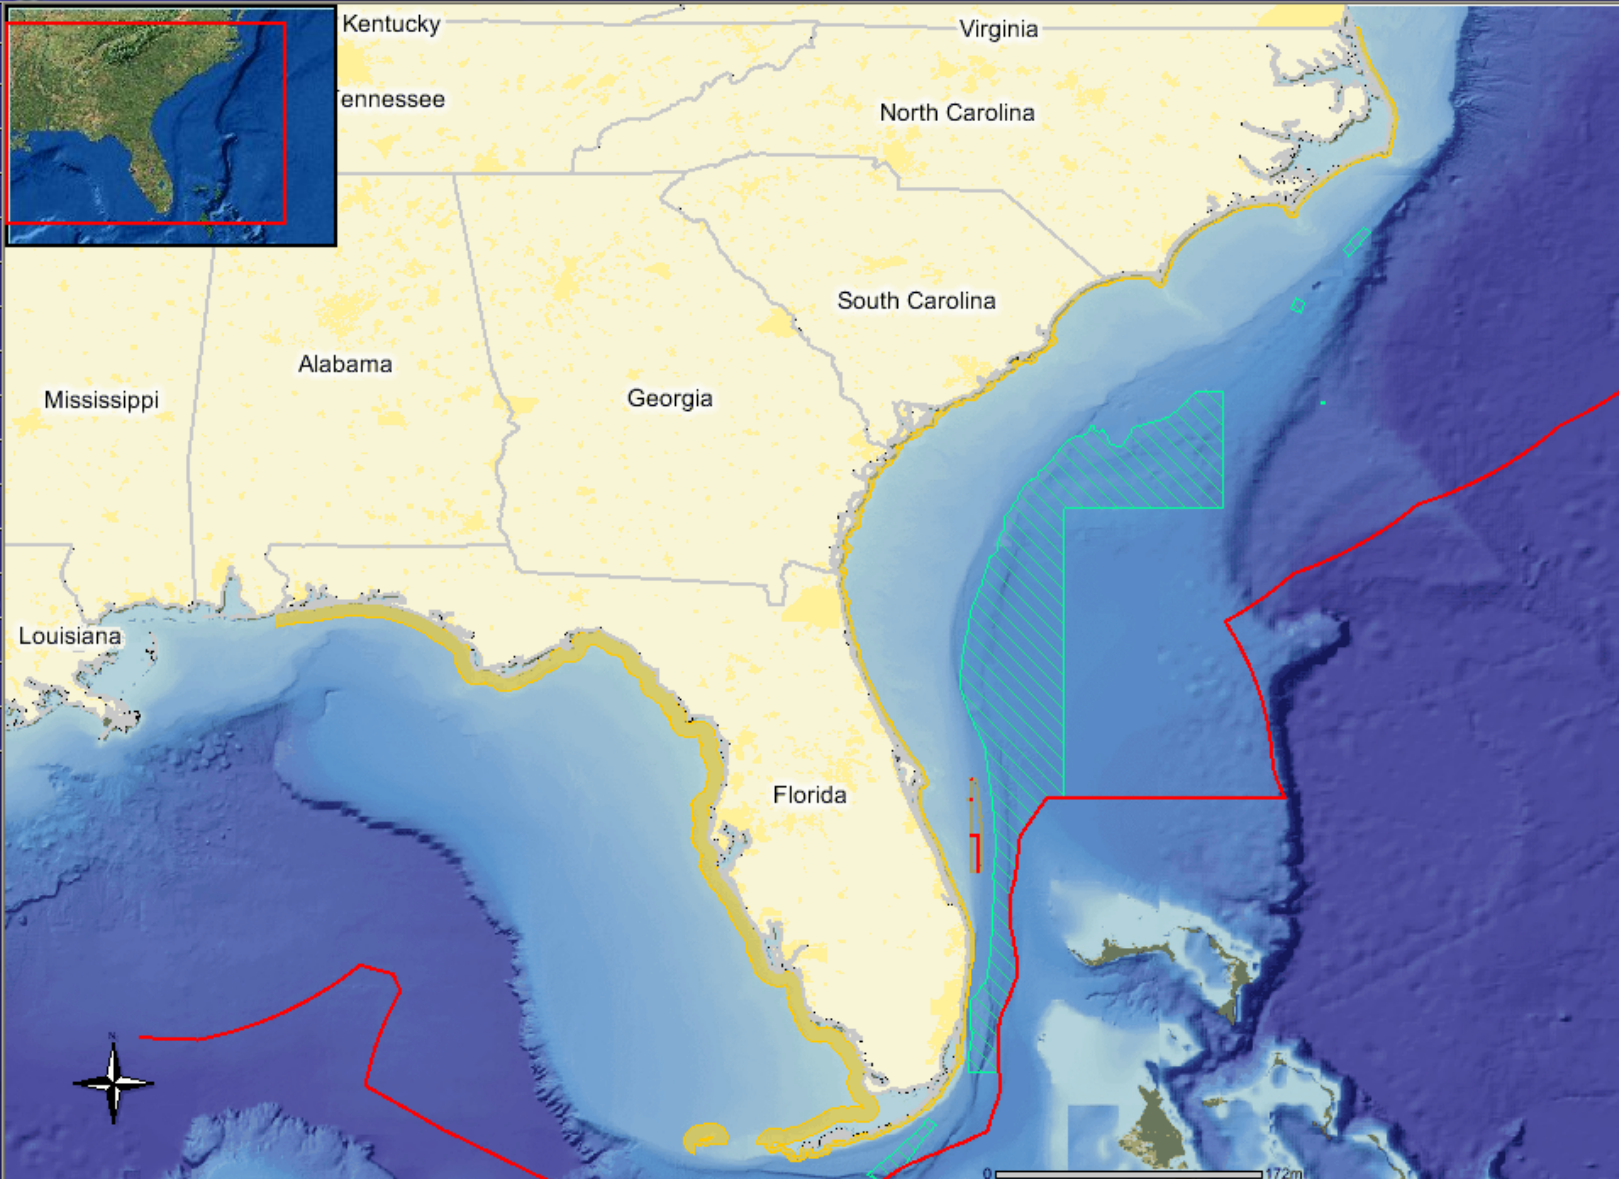 Kentucky
Virginia
ennessee
North Carolina
South Carolina
Alabama
Georgia
Mississippi
Louisiana
Florida
N
0 172m